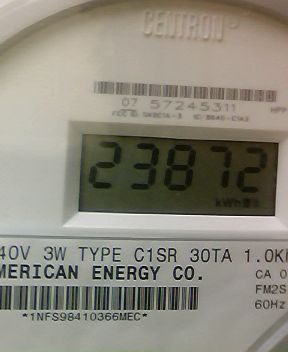 CENTRON®
07 57245311
23872
kWh
40V 3W TYPE C1SR 30TA 1.0K
MERICAN ENERGY CO.
CA 0
FM2S
60Hz
*1NFS98410366MEC*